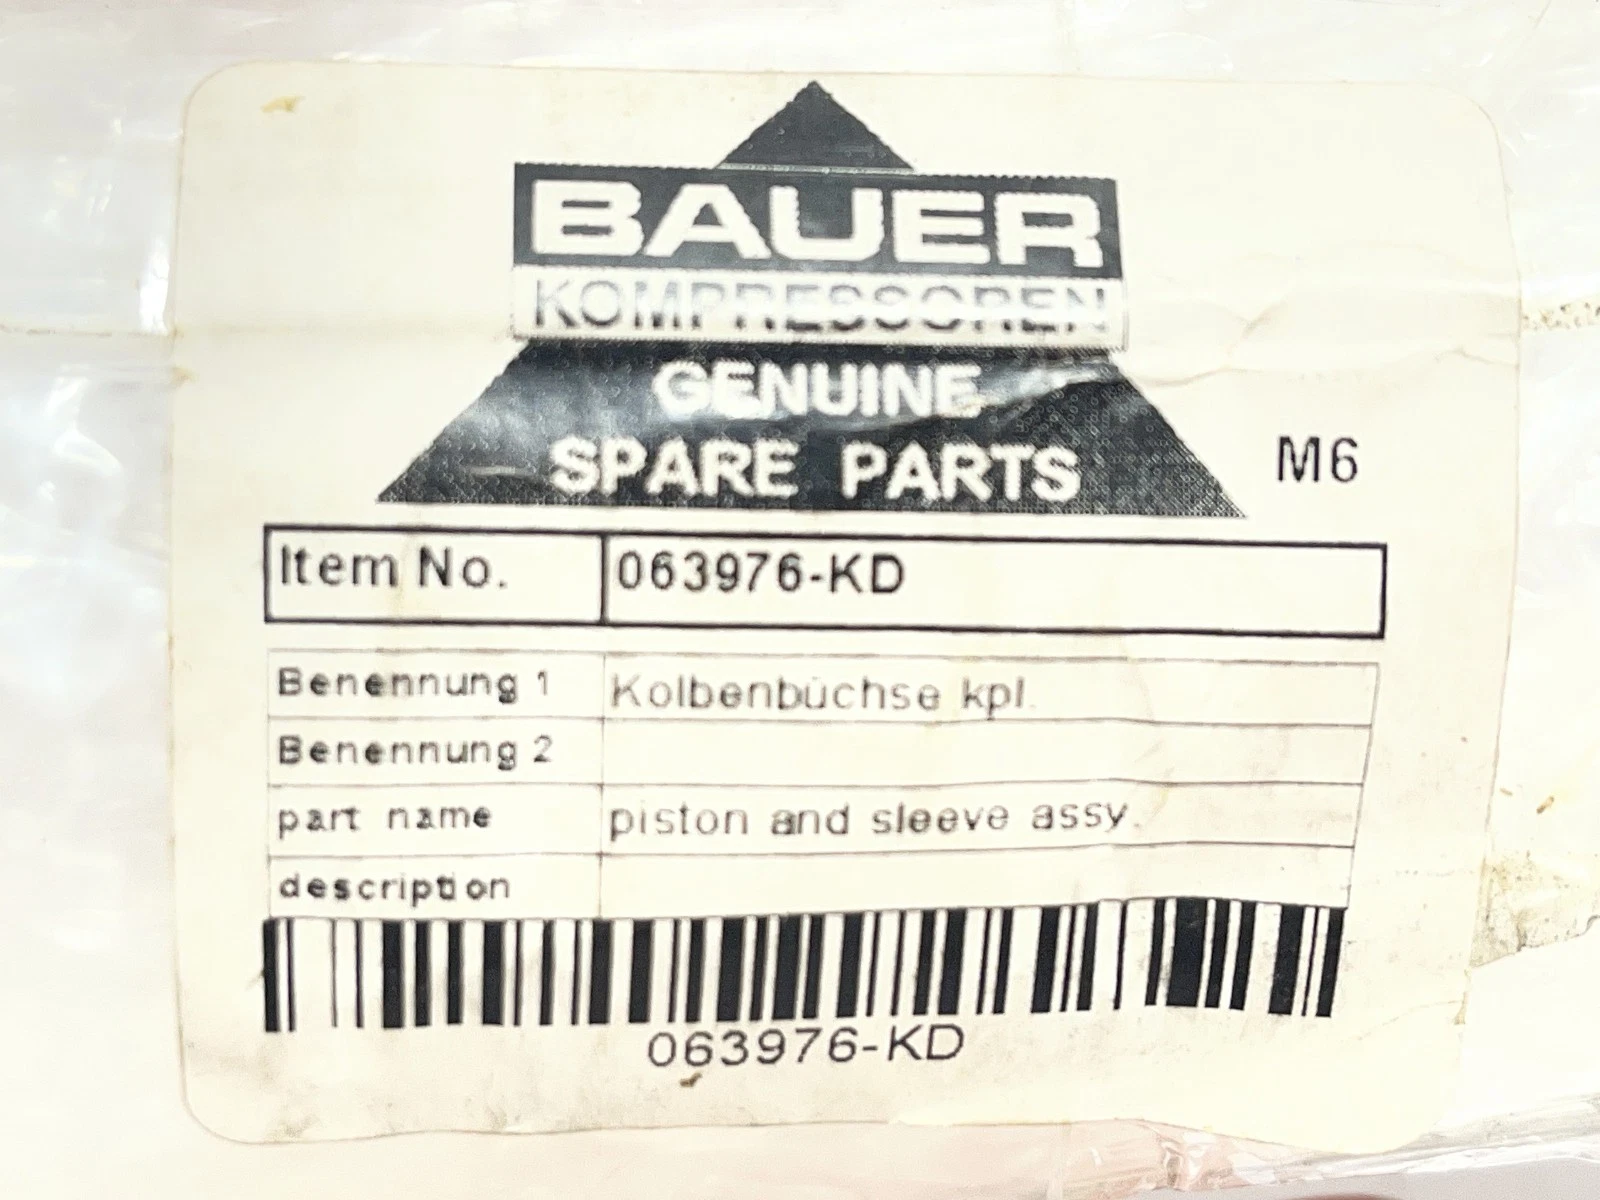 BAUER
KOMPRESSOREN
GENUINE
SPARE PARTS
M6
Item No. 063976-KD
Benennung 1 Kolbenbüchse kpl.
Benennung 2
part name piston and sleeve assy.
description
063976-KD